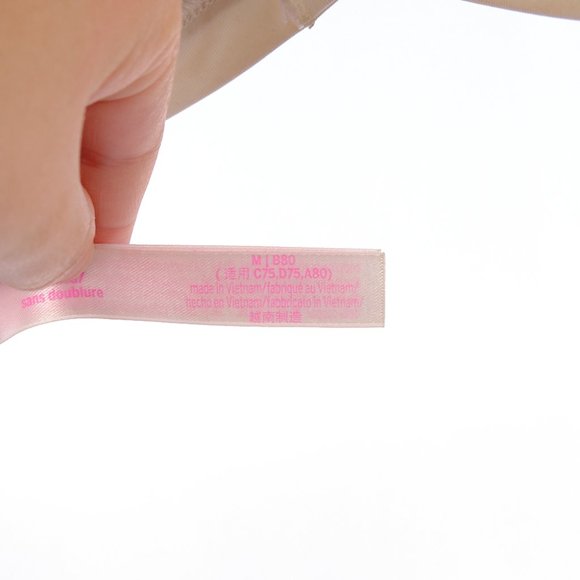 sans doublure
M | B80
( 适用 C75,D75,A80)
made in Vietnam/fabriqué au Vietnam/
hecho en Vietnam/fabbricato in Vietnam/
越南制造